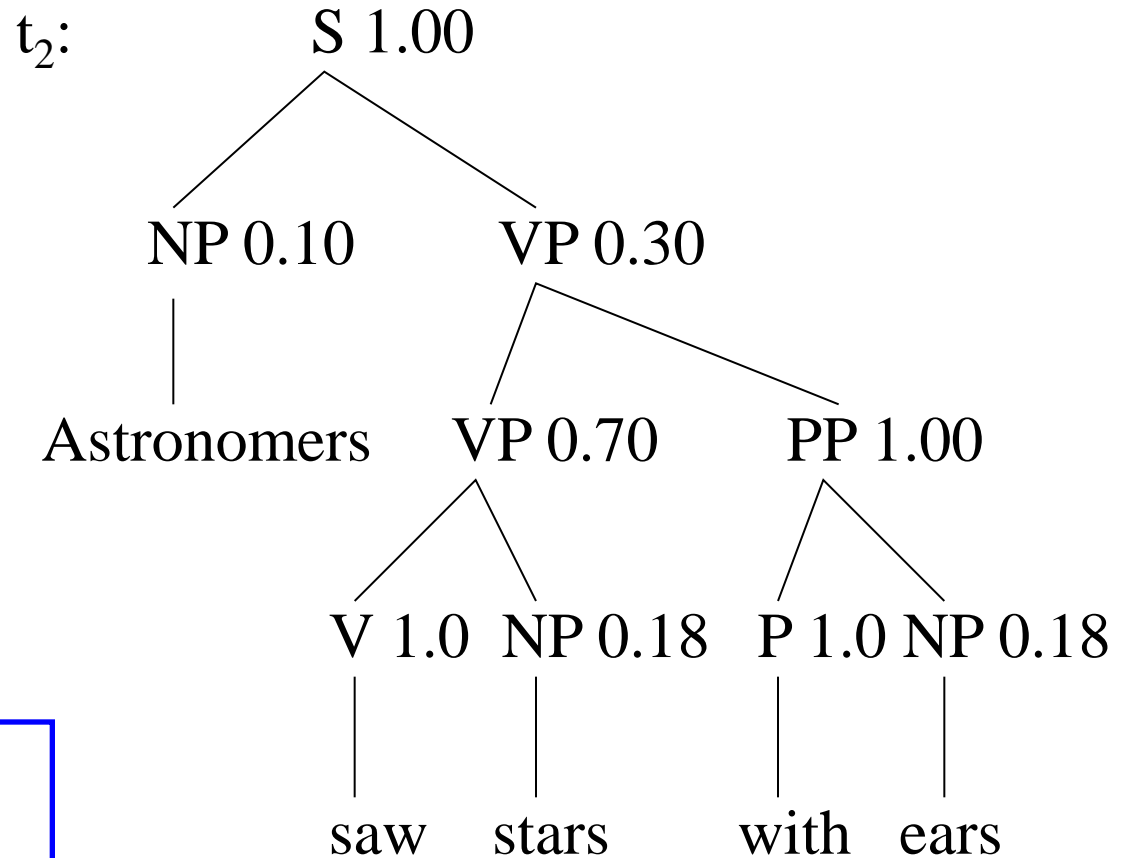 t2: S 1.00
NP 0.10 VP 0.30
Astronomers VP 0.70 PP 1.00
V 1.0 NP 0.18 P 1.0 NP 0.18
saw stars with ears